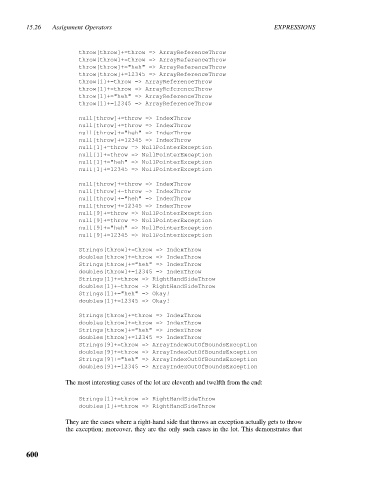 15.26 Assignment Operators EXPRESSIONS
throw[throw]+=throw => ArrayReferenceThrow
throw[throw]+=throw => ArrayReferenceThrow
throw[throw]+="heh" => ArrayReferenceThrow
throw[throw]+=12345 => ArrayReferenceThrow
throw[1]+=throw => ArrayReferenceThrow
throw[1]+=throw => ArrayReferenceThrow
throw[1]+="heh" => ArrayReferenceThrow
throw[1]+=12345 => ArrayReferenceThrow
null[throw]+=throw => IndexThrow
null[throw]+=throw => IndexThrow
null[throw]+="heh" => IndexThrow
null[throw]+=12345 => IndexThrow
null[1]+=throw => NullPointerException
null[1]+=throw => NullPointerException
null[1]+="heh" => NullPointerException
null[1]+=12345 => NullPointerException
null[throw]+=throw => IndexThrow
null[throw]+=throw => IndexThrow
null[throw]+="heh" => IndexThrow
null[throw]+=12345 => IndexThrow
null[9]+=throw => NullPointerException
null[9]+=throw => NullPointerException
null[9]+="heh" => NullPointerException
null[9]+=12345 => NullPointerException
Strings[throw]+=throw => IndexThrow
doubles[throw]+=throw => IndexThrow
Strings[throw]+="heh" => IndexThrow
doubles[throw]+=12345 => IndexThrow
Strings[1]+=throw => RightHandSideThrow
doubles[1]+=throw => RightHandSideThrow
Strings[1]+="heh" => Okay!
doubles[1]+=12345 => Okay!
Strings[throw]+=throw => IndexThrow
doubles[throw]+=throw => IndexThrow
Strings[throw]+="heh" => IndexThrow
doubles[throw]+=12345 => IndexThrow
Strings[9]+=throw => ArrayIndexOutOfBoundsException
doubles[9]+=throw => ArrayIndexOutOfBoundsException
Strings[9]+="heh" => ArrayIndexOutOfBoundsException
doubles[9]+=12345 => ArrayIndexOutOfBoundsException
The most interesting cases of the lot are eleventh and twelfth from the end:
Strings[1]+=throw => RightHandSideThrow
doubles[1]+=throw => RightHandSideThrow
They are the cases where a right-hand side that throws an exception actually gets to throw
the exception; moreover, they are the only such cases in the lot. This demonstrates that
600